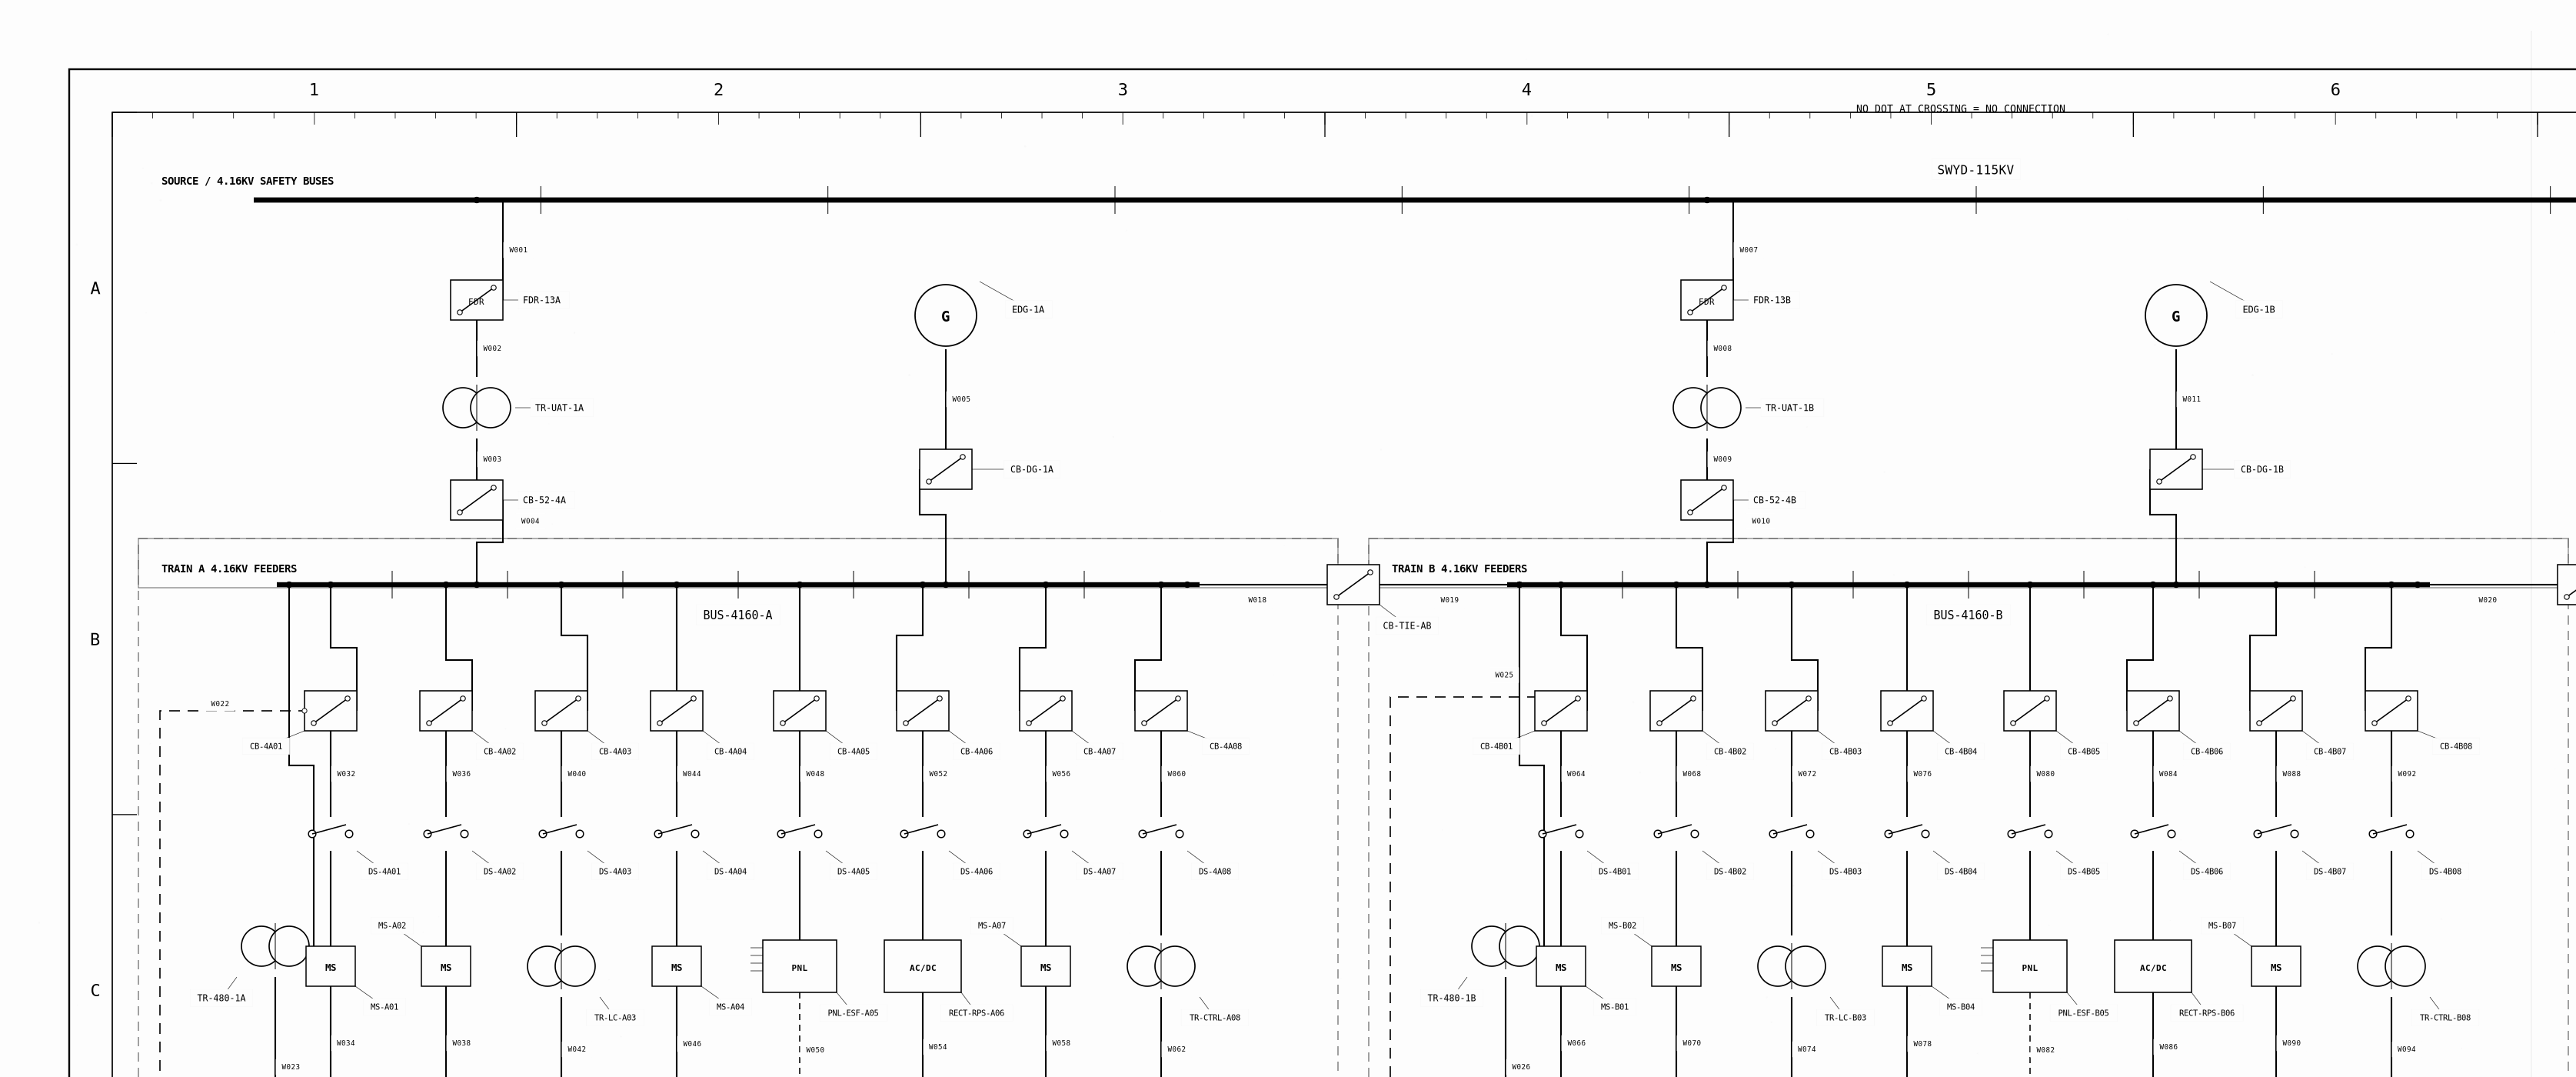 1 2 3 4 5 6
NO DOT AT CROSSING = NO CONNECTION
SWYD-115KV
SOURCE / 4.16KV SAFETY BUSES
W001 W007
A
FDR FDR-13A EDG-1A FDR FDR-13B EDG-1B
G G
W002 W008
W005 W011
TR-UAT-1A TR-UAT-1B
W003 W009
CB-DG-1A CB-DG-1B
CB-52-4A CB-52-4B
W004 W010
TRAIN A 4.16KV FEEDERS TRAIN B 4.16KV FEEDERS
W018 W019 W020
BUS-4160-A BUS-4160-B
CB-TIE-AB
B
W025
W022
CB-4A01 CB-4A02 CB-4A03 CB-4A04 CB-4A05 CB-4A06 CB-4A07 CB-4A08 CB-4B01 CB-4B02 CB-4B03 CB-4B04 CB-4B05 CB-4B06 CB-4B07 CB-4B08
W032 W036 W040 W044 W048 W052 W056 W060 W064 W068 W072 W076 W080 W084 W088 W092
DS-4A01 DS-4A02 DS-4A03 DS-4A04 DS-4A05 DS-4A06 DS-4A07 DS-4A08 DS-4B01 DS-4B02 DS-4B03 DS-4B04 DS-4B05 DS-4B06 DS-4B07 DS-4B08
MS-A02 MS-A07 MS-B02 MS-B07
MS MS MS PNL AC/DC MS MS MS MS PNL AC/DC MS
C
TR-480-1A MS-A01 TR-LC-A03 MS-A04 PNL-ESF-A05 RECT-RPS-A06 TR-CTRL-A08 TR-480-1B MS-B01 TR-LC-B03 MS-B04 PNL-ESF-B05 RECT-RPS-B06 TR-CTRL-B08
W034 W038 W042 W046 W050 W054 W058 W062 W066 W070 W074 W078 W082 W086 W090 W094
W023 W026